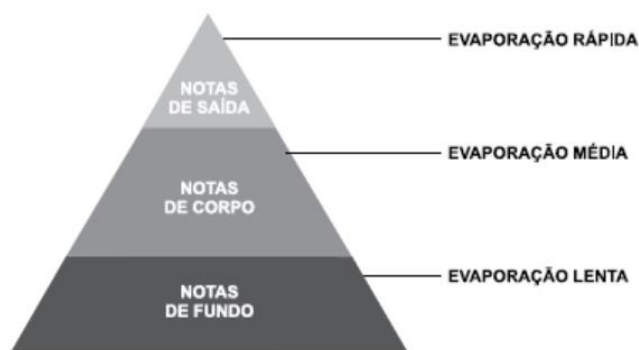 NOTAS
DE SAÍDA
EVAPORAÇÃO RÁPIDA
NOTAS
DE CORPO
EVAPORAÇÃO MÉDIA
NOTAS
DE FUNDO
EVAPORAÇÃO LENTA